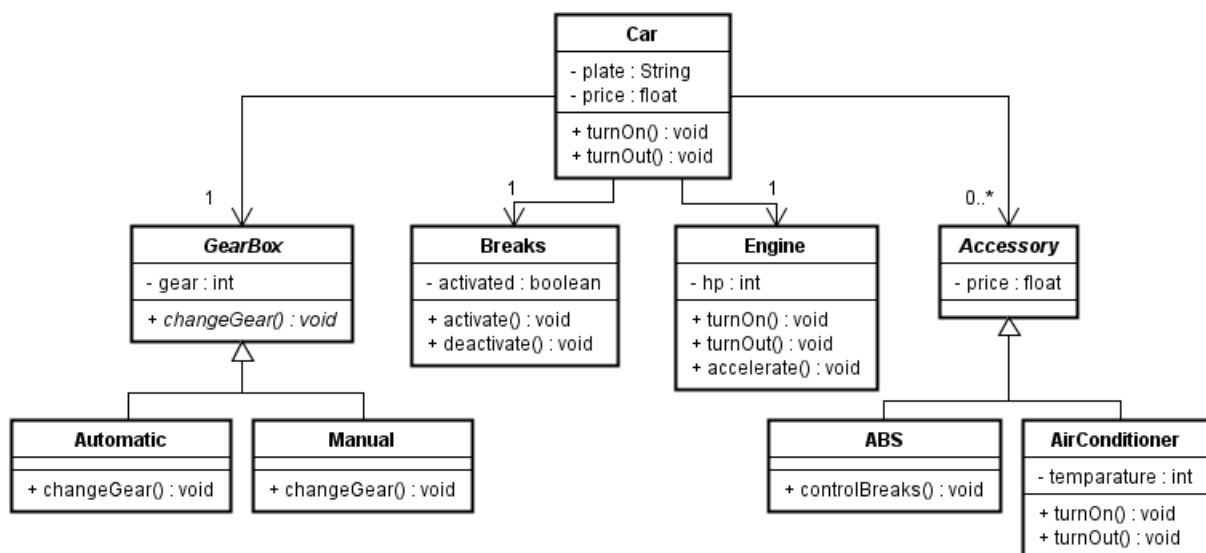 Car
- plate : String
- price : float
+ turnOn() : void
+ turnOut() : void
1
1
1
0..*
GearBox
- gear : int
+ changeGear() : void
Breaks
- activated : boolean
+ activate() : void
+ deactivate() : void
Engine
- hp : int
+ turnOn() : void
+ turnOut() : void
+ accelerate() : void
Accessory
- price : float
Automatic
+ changeGear() : void
Manual
+ changeGear() : void
ABS
+ controlBreaks() : void
AirConditioner
- temparature : int
+ turnOn() : void
+ turnOut() : void